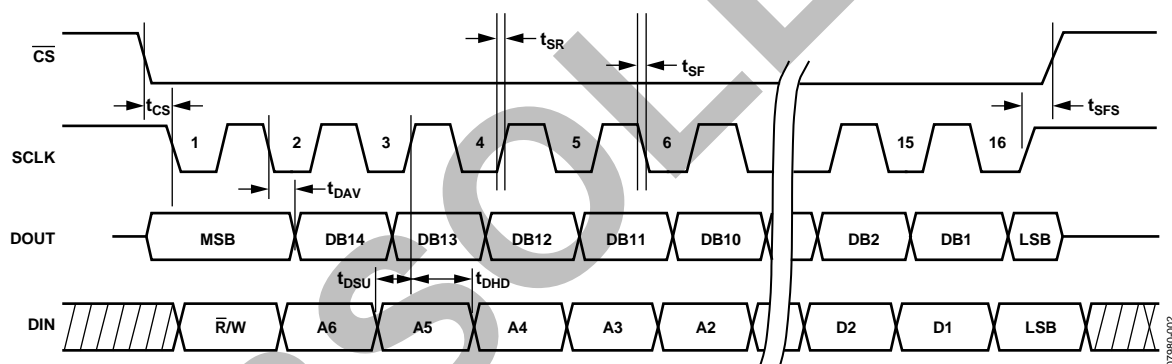 CS
tSR
tSF
tCS
tSFS
SCLK
1 2 3 4 5 6 15 16
tDAV
DOUT
MSB DB14 DB13 DB12 DB11 DB10 DB2 DB1 LSB
tDSU
tDHD
DIN
R/W A6 A5 A4 A3 A2 D2 D1 LSB